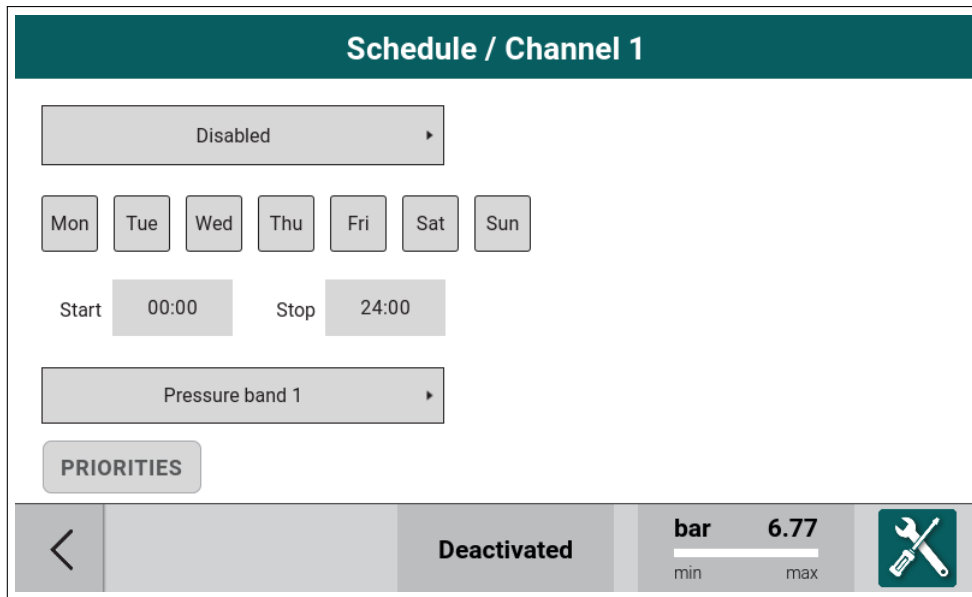 Schedule / Channel 1
Disabled
Mon Tue Wed Thu Fri Sat Sun
Start 00:00 Stop 24:00
Pressure band 1
PRIORITIES
Deactivated
bar 6.77
min max